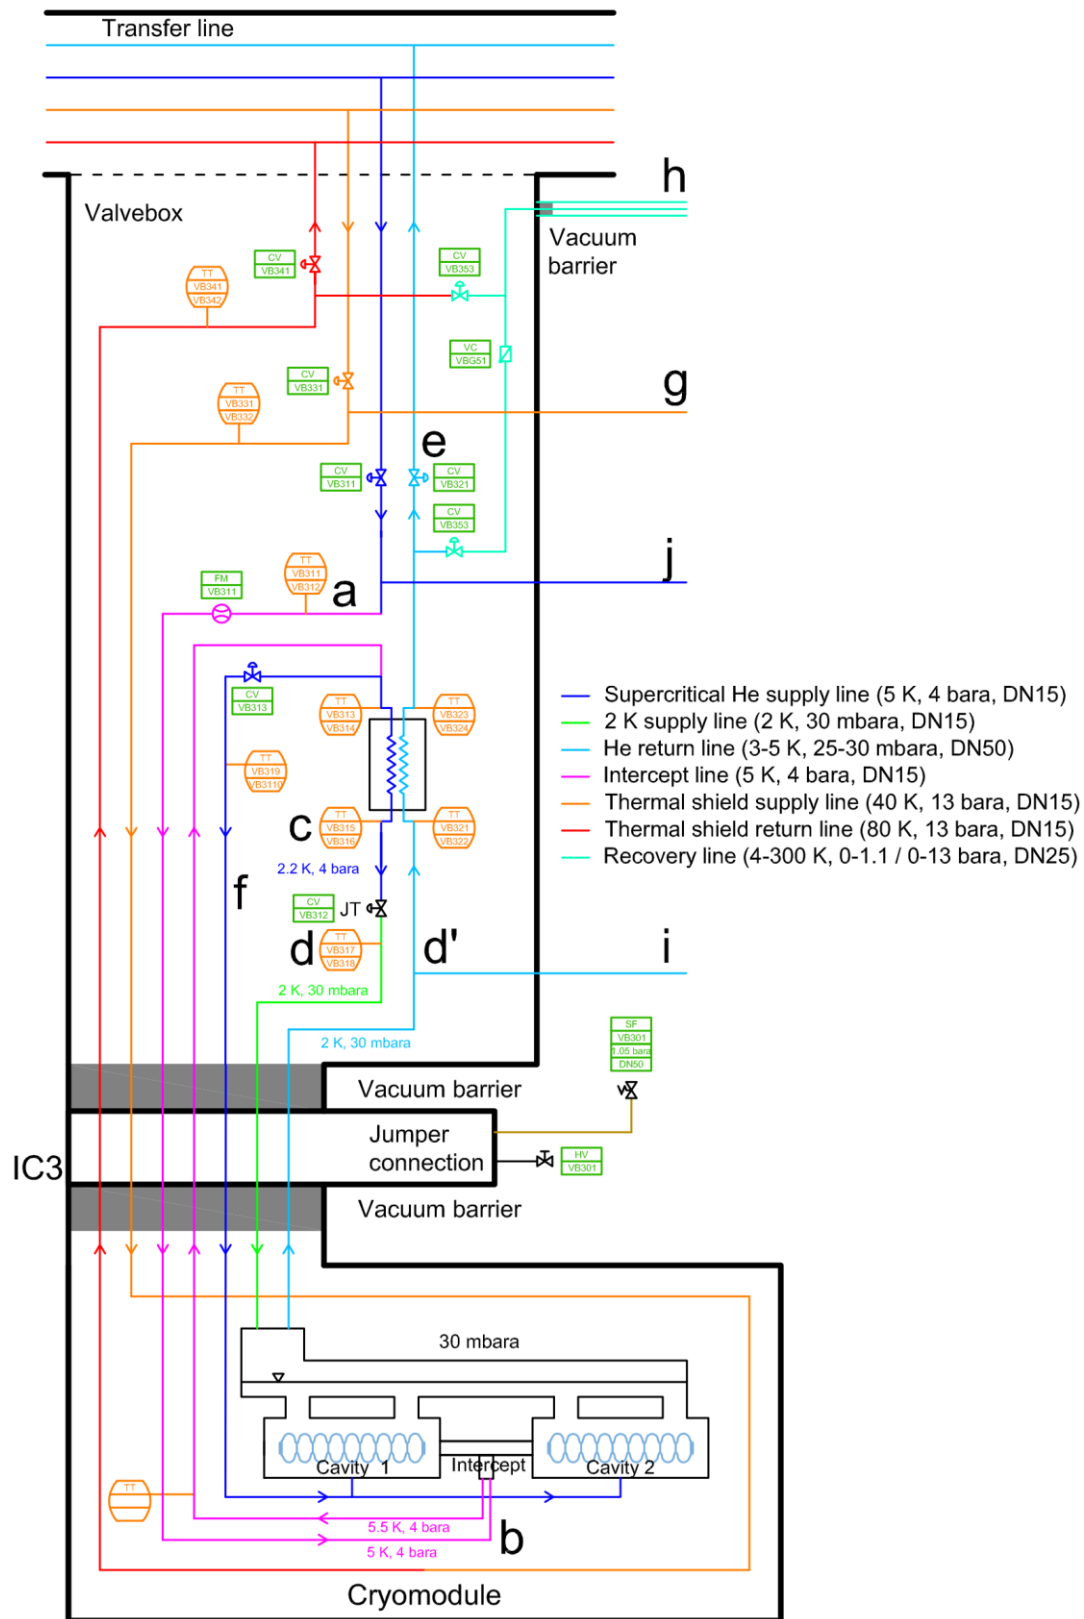 Transfer line
h
Valvebox
Vacuum
barrier
CV
VB341
CV
VB353
TT
VB341
VB342
VC
VBG51
CV
VB331
g
TT
VB331
VB332
e
CV
VB311
CV
VB321
CV
VB353
j
TT
VB311
VB312
a
FM
VB311
CV
VB313
TT
VB313
VB314
TT
VB323
VB324
Supercritical He supply line (5 K, 4 bara, DN15)
2 K supply line (2 K, 30 mbara, DN15)
He return line (3-5 K, 25-30 mbara, DN50)
Intercept line (5 K, 4 bara, DN15)
Thermal shield supply line (40 K, 13 bara, DN15)
Thermal shield return line (80 K, 13 bara, DN15)
Recovery line (4-300 K, 0-1.1 / 0-13 bara, DN25)
TT
VB319
VB3110
c
TT
VB315
VB316
TT
VB321
VB322
2.2 K, 4 bara
f
CV
VB312
JT
d
TT
VB317
VB318
d'
i
2 K, 30 mbara
2 K, 30 mbara
SF
VB301
1.05 bara
DN50
Vacuum barrier
Jumper
connection
HV
VB301
IC3
Vacuum barrier
30 mbara
Cavity 1
Intercept
Cavity 2
TT
5.5 K, 4 bara
b
5 K, 4 bara
Cryomodule